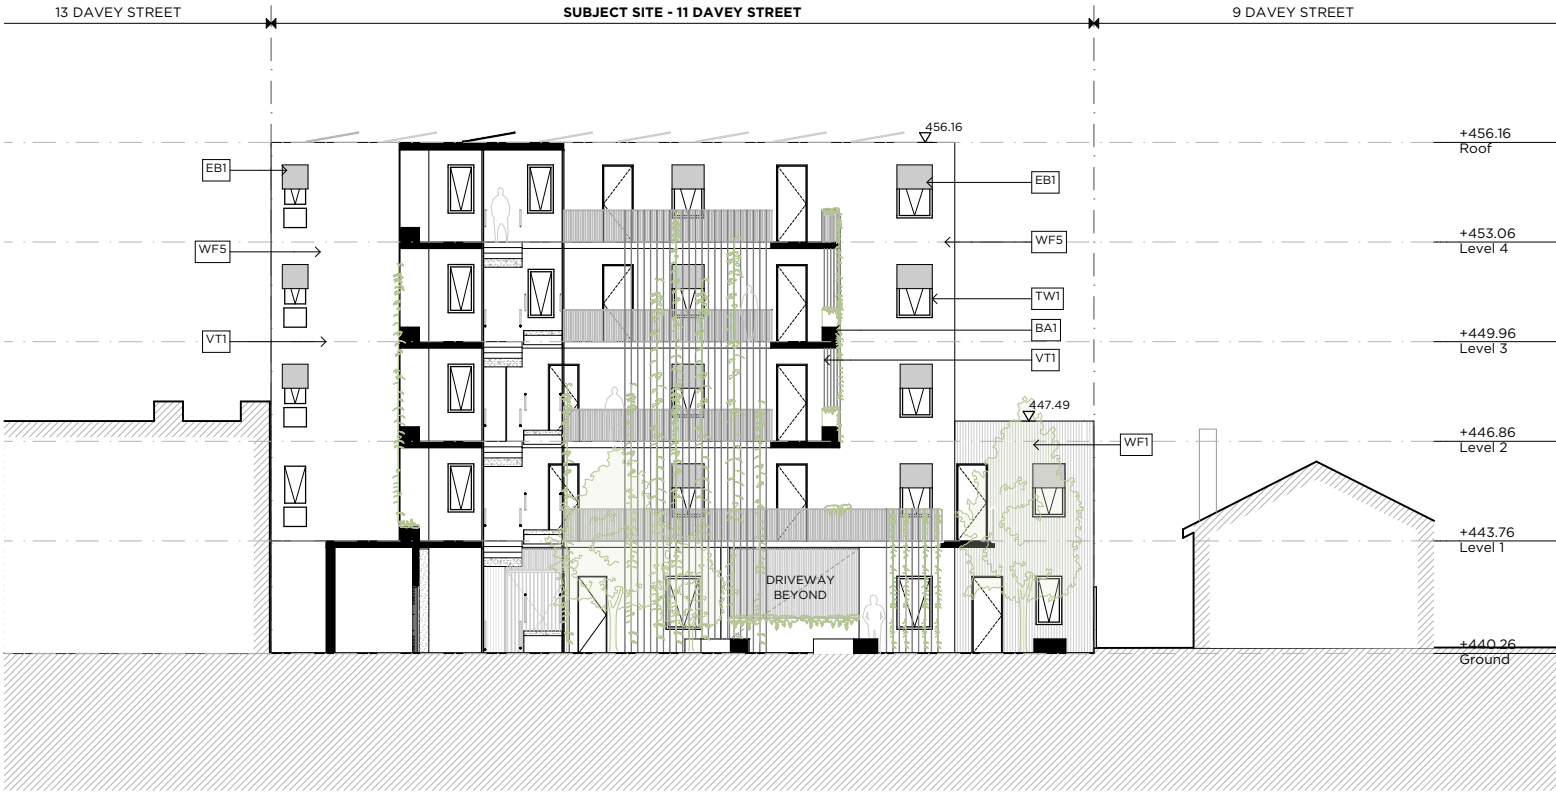 13 DAVEY STREET
SUBJECT SITE - 11 DAVEY STREET
9 DAVEY STREET
456.16
+456.16
Roof
EB1
EB1
WF5
WF5
+453.06
Level 4
TW1
BA1
VT1
VT1
+449.96
Level 3
447.49
WF1
+446.86
Level 2
+443.76
Level 1
DRIVEWAY
BEYOND
+440.26
Ground